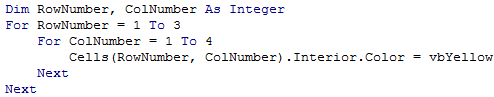 Dim RowNumber, ColNumber As Integer
For RowNumber = 1 To 3
    For ColNumber = 1 To 4
        Cells(RowNumber, ColNumber).Interior.Color = vbYellow
    Next
Next